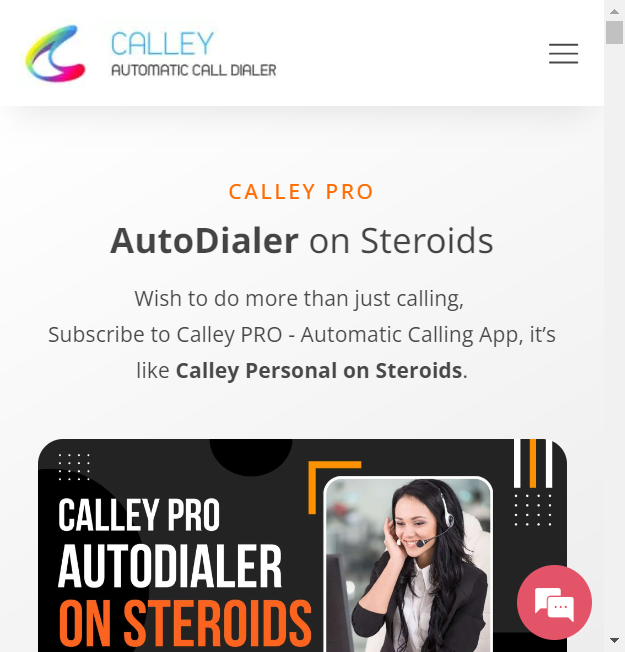 CALLEY
AUTOMATIC CALL DIALER
CALLEY PRO
AutoDialer on Steroids
Wish to do more than just calling,
Subscribe to Calley PRO - Automatic Calling App, it's
like Calley Personal on Steroids.
CALLEY PRO
AUTODIALER
ON STEROIDS